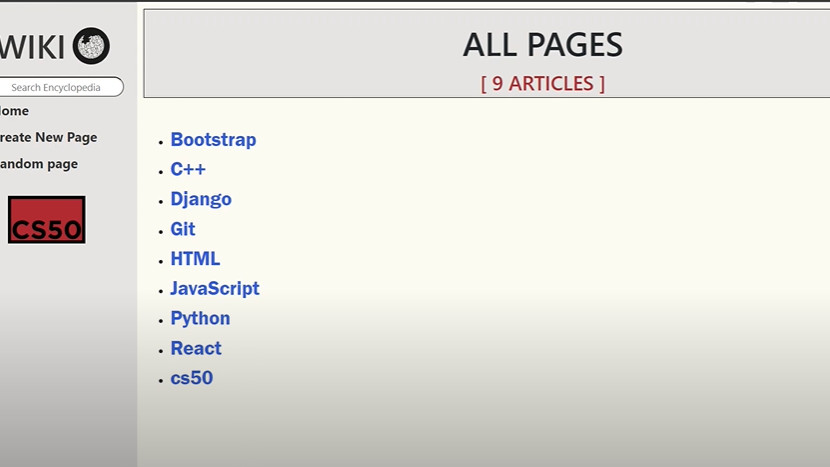 WIKI
Search Encyclopedia
ome
reate New Page
andom page
CS50
ALL PAGES
[ 9 ARTICLES ]
Bootstrap
C++
Django
Git
HTML
JavaScript
Python
React
cs50